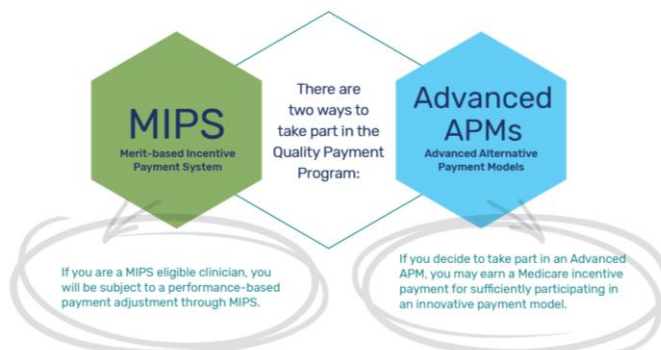 MIPS
Merit-based Incentive
Payment System
There are
two ways to
take part in the
Quality Payment
Program:
Advanced
APMs
Advanced Alternative
Payment Models
If you are a MIPS eligible clinician, you
will be subject to a performance-based
payment adjustment through MIPS.
If you decide to take part in an Advanced
APM, you may earn a Medicare incentive
payment for sufficiently participating in
an innovative payment model.